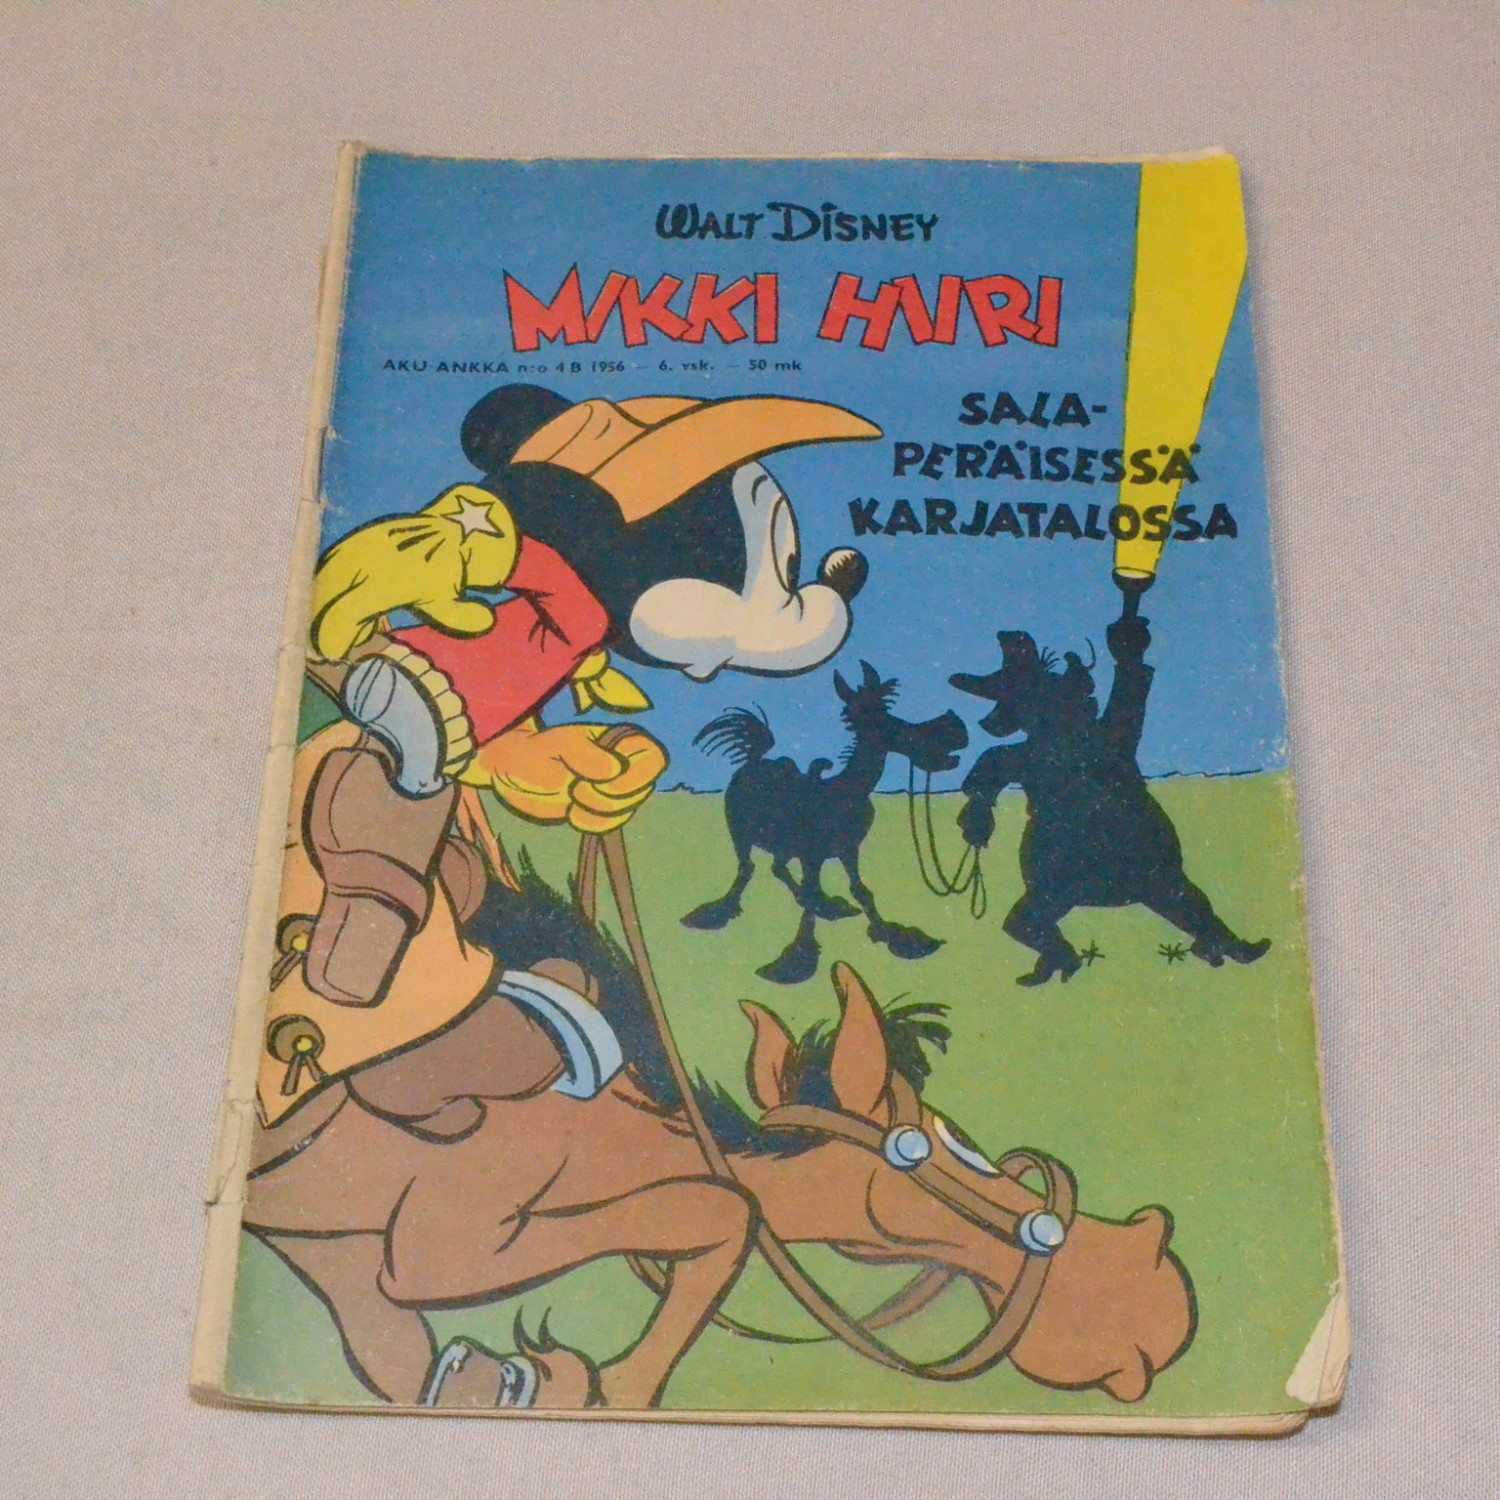 WALT DISNEY
MIKKI HIIRI
AKU ANKKA n:o 4 B 1956 — 6. vsk. — 50 mk
SALA-
PERÄISESSÄ
KARJATALOSSA